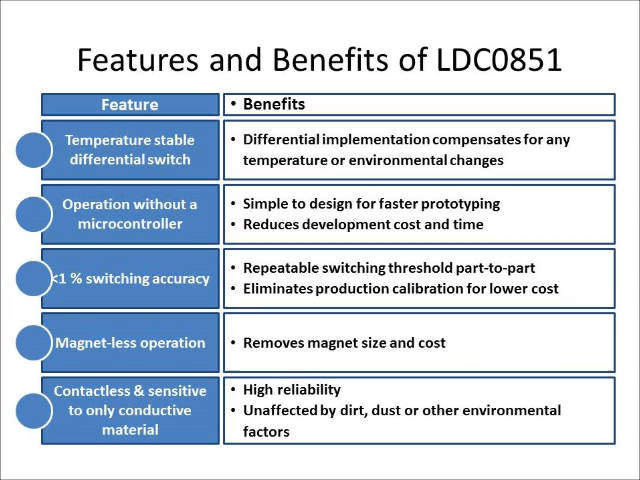 Features and Benefits of LDC0851
Feature
• Benefits
Temperature stable
differential switch
• Differential implementation compensates for any
temperature or environmental changes
Operation without a
microcontroller
• Simple to design for faster prototyping
• Reduces development cost and time
<1 % switching accuracy
• Repeatable switching threshold part-to-part
• Eliminates production calibration for lower cost
Magnet-less operation
• Removes magnet size and cost
Contactless & sensitive
to only conductive
material
• High reliability
• Unaffected by dirt, dust or other environmental
factors